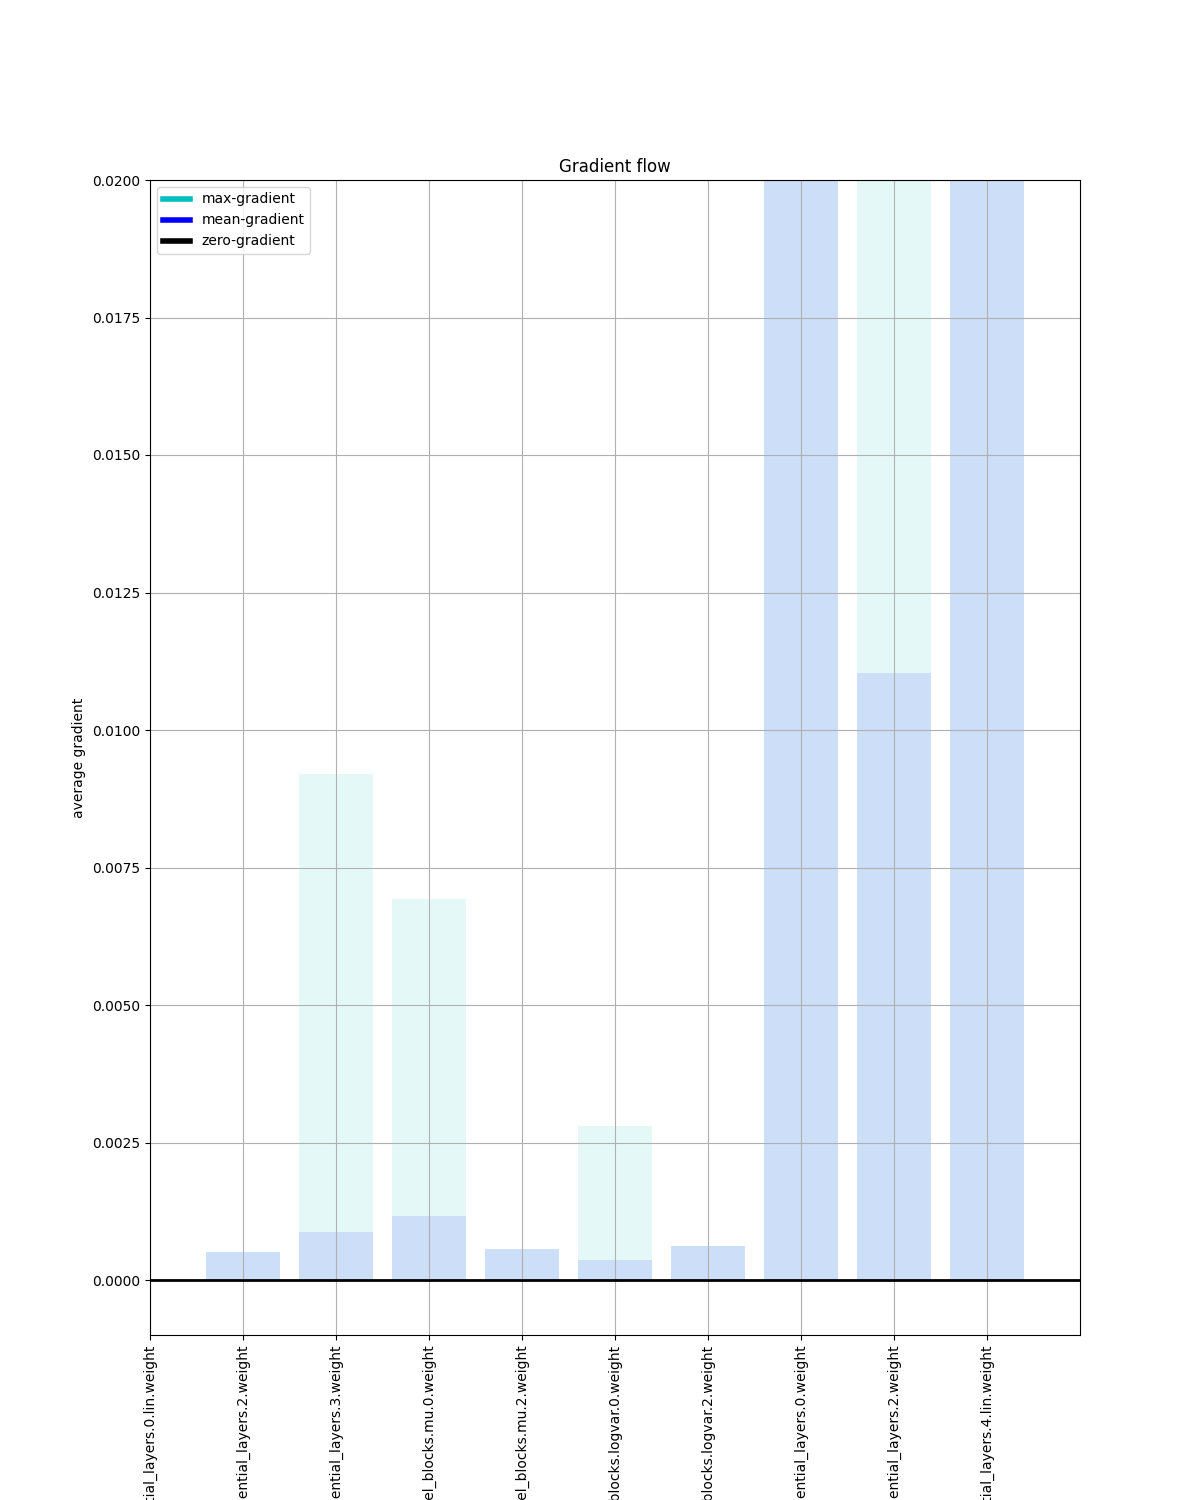 Gradient flow
max-gradient
mean-gradient
zero-gradient
0.0200
0.0175
0.0150
0.0125
0.0100
0.0075
0.0050
0.0025
0.0000
average gradient
tial_layers.0.lin.weight
ential_layers.2.weight
ential_layers.3.weight
el_blocks.mu.0.weight
el_blocks.mu.2.weight
blocks.logvar.0.weight
blocks.logvar.2.weight
ential_layers.0.weight
ential_layers.2.weight
tial_layers.4.lin.weight